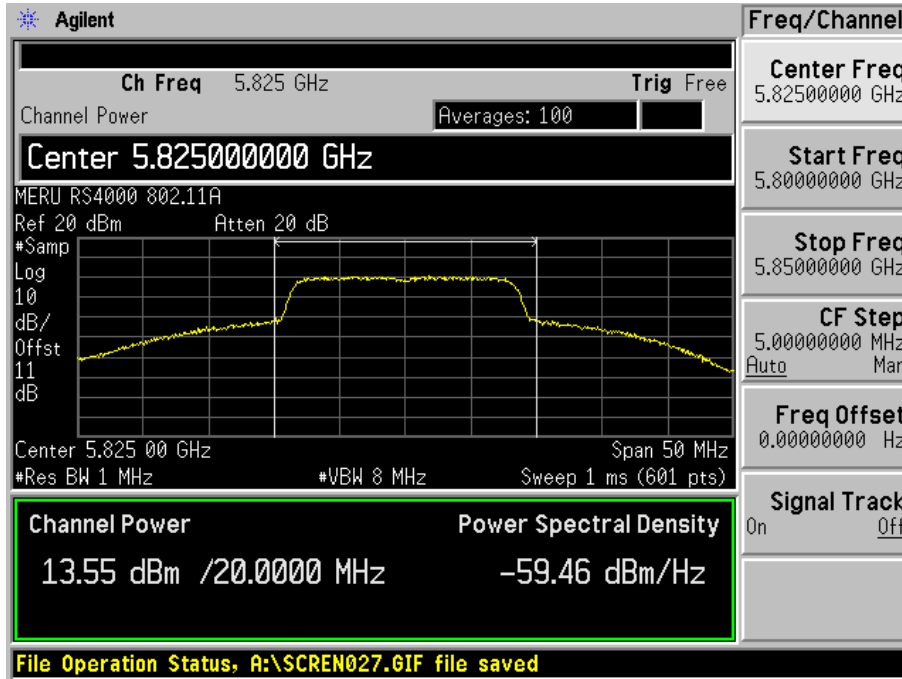 Agilent
Freq/Channel
Ch Freq 5.825 GHz Trig Free
Channel Power Averages: 100
Center 5.825000000 GHz
MERU RS4000 802.11A
Ref 20 dBm Atten 20 dB
#Samp
Log
10
dB/
Offst
11
dB
Center 5.825 00 GHz Span 50 MHz
#Res BW 1 MHz #VBW 8 MHz Sweep 1 ms (601 pts)
Channel Power Power Spectral Density
13.55 dBm /20.0000 MHz -59.46 dBm/Hz
File Operation Status, A:\SCREN027.GIF file saved
Center Freq
5.82500000 GHz
Start Freq
5.80000000 GHz
Stop Freq
5.85000000 GHz
CF Step
5.00000000 MHz
Auto Man
Freq Offset
0.00000000 Hz
Signal Track
On Off